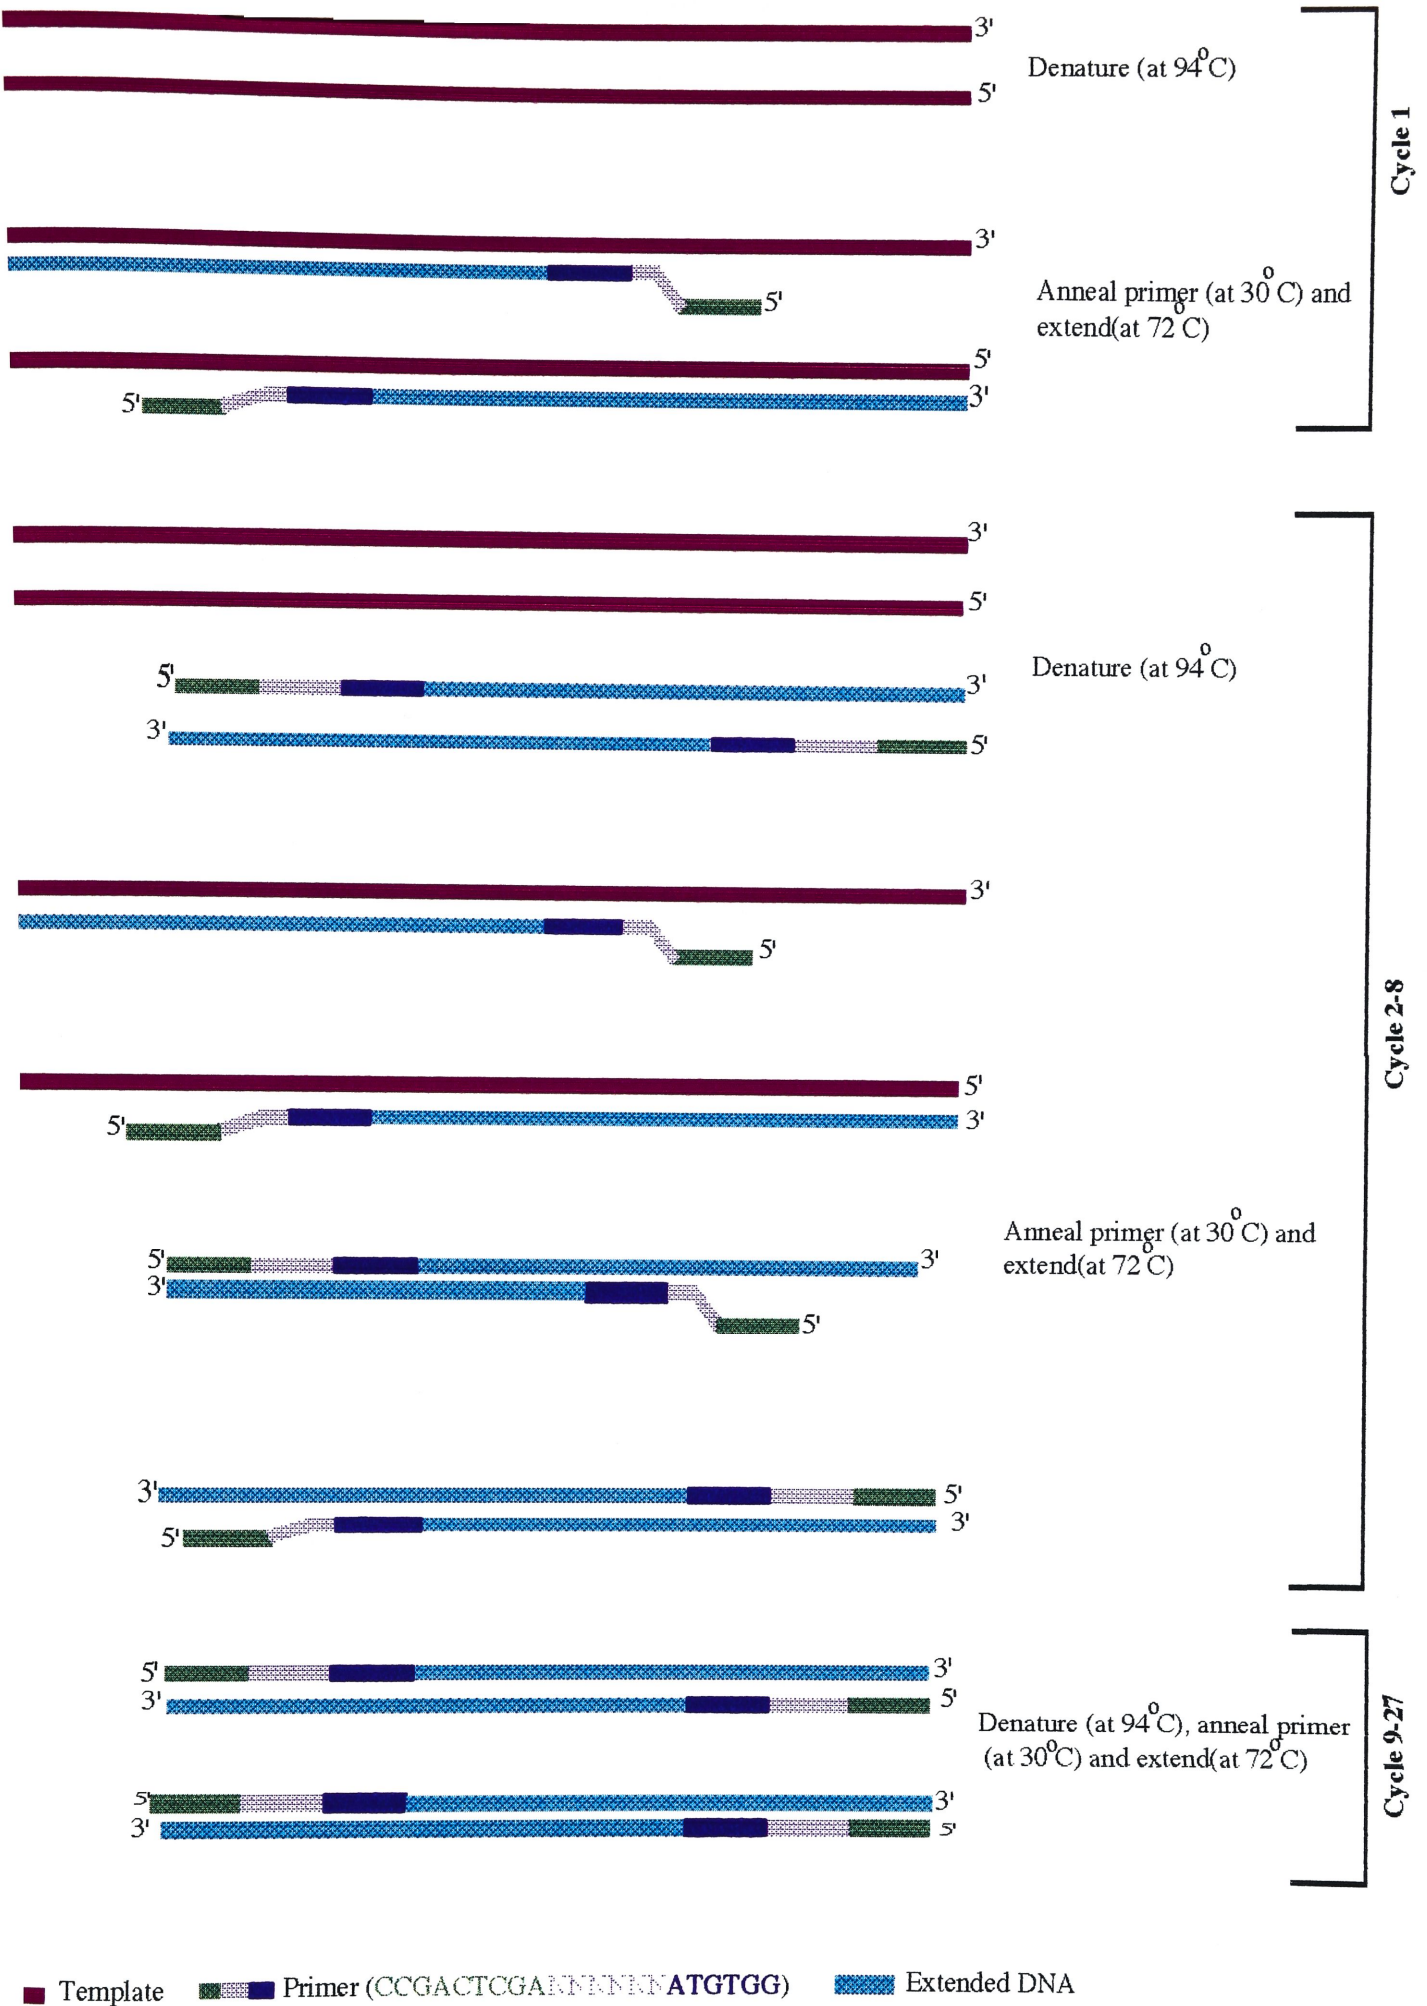 3'
Denature (at 94°C)
5'
Cycle 1
3'
5'
Anneal primer (at 30°C) and
extend(at 72°C)
5'
5' 3'
3'
5'
Denature (at 94°C)
5' 3'
3' 5'
Cycle 2-8
3'
5'
5'
5' 3'
Anneal primer (at 30°C) and
extend(at 72°C)
5' 3'
3'
5'
3' 5'
5' 3'
5' 3'
3' 5'
Denature (at 94°C), anneal primer
(at 30°C) and extend(at 72°C)
Cycle 9-27
5' 3'
3' 5'
Template Primer (CCGACTCGANNNNNNATGTGG) Extended DNA